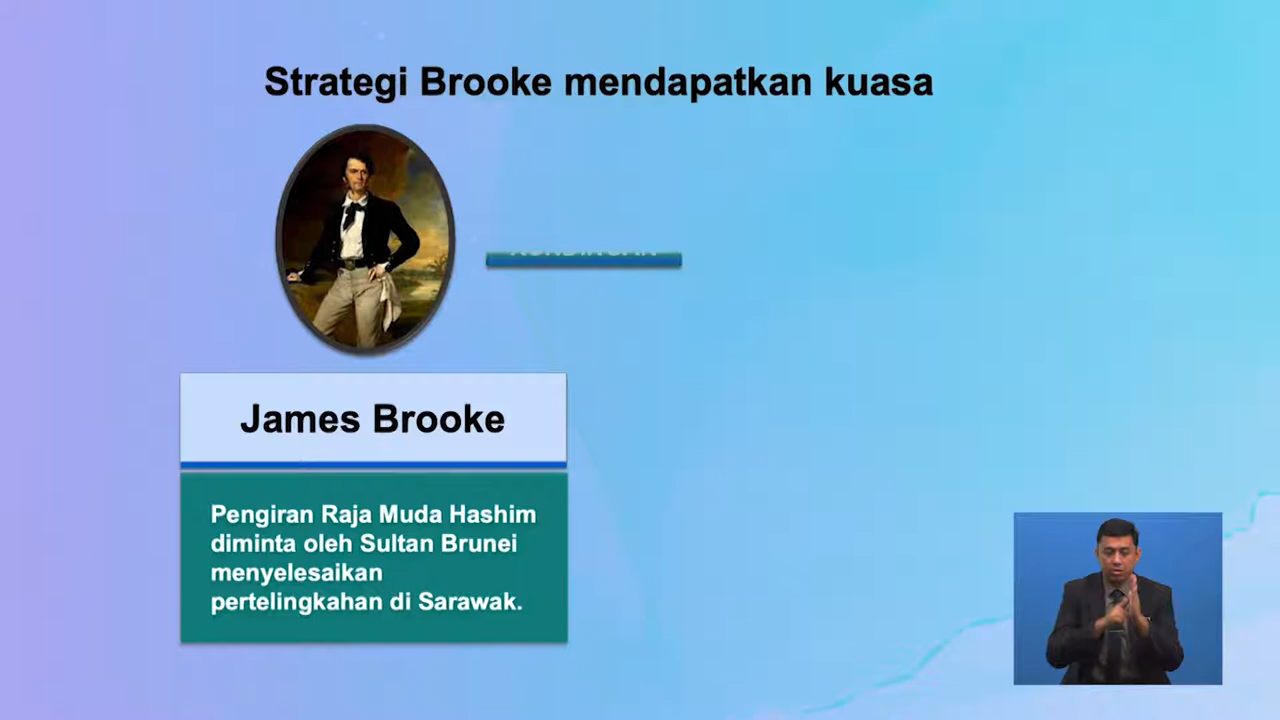 Strategi Brooke mendapatkan kuasa
James Brooke
Pengiran Raja Muda Hashim
diminta oleh Sultan Brunei
menyelesaikan
pertelingkahan di Sarawak.